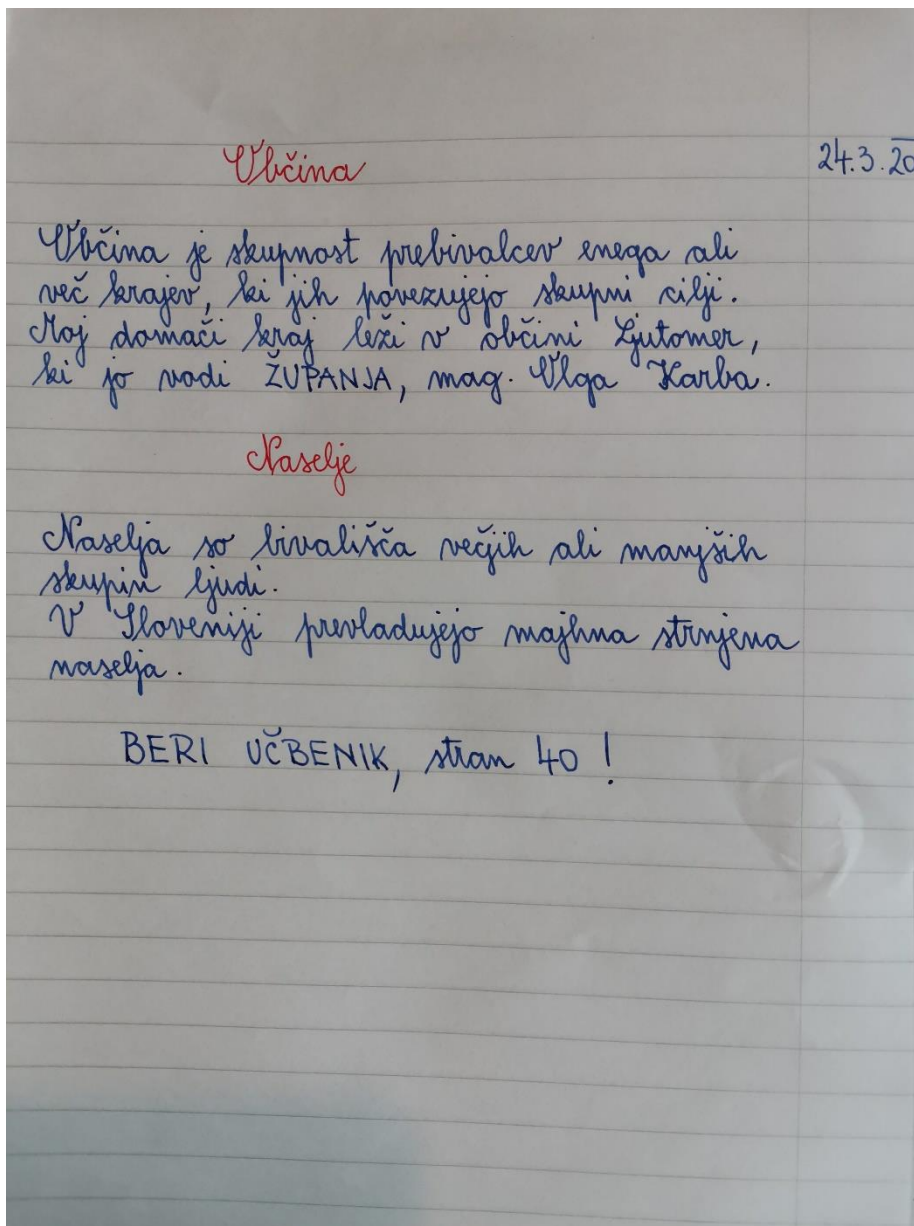 Občina
24.3.20
Občina je skupnost prebivalcev enega ali
več krajev, ki jih povezujejo skupni cilji.
Moj domači kraj leži v občini Ljutomer,
ki jo vodi ŽUPANJA, mag. Olga Karba.
Naselje
Naselja so bivališča večjih ali manjših
skupin ljudi.
V Sloveniji prevladujejo majhna strnjena
naselja.
BERI UČBENIK, stran 40!